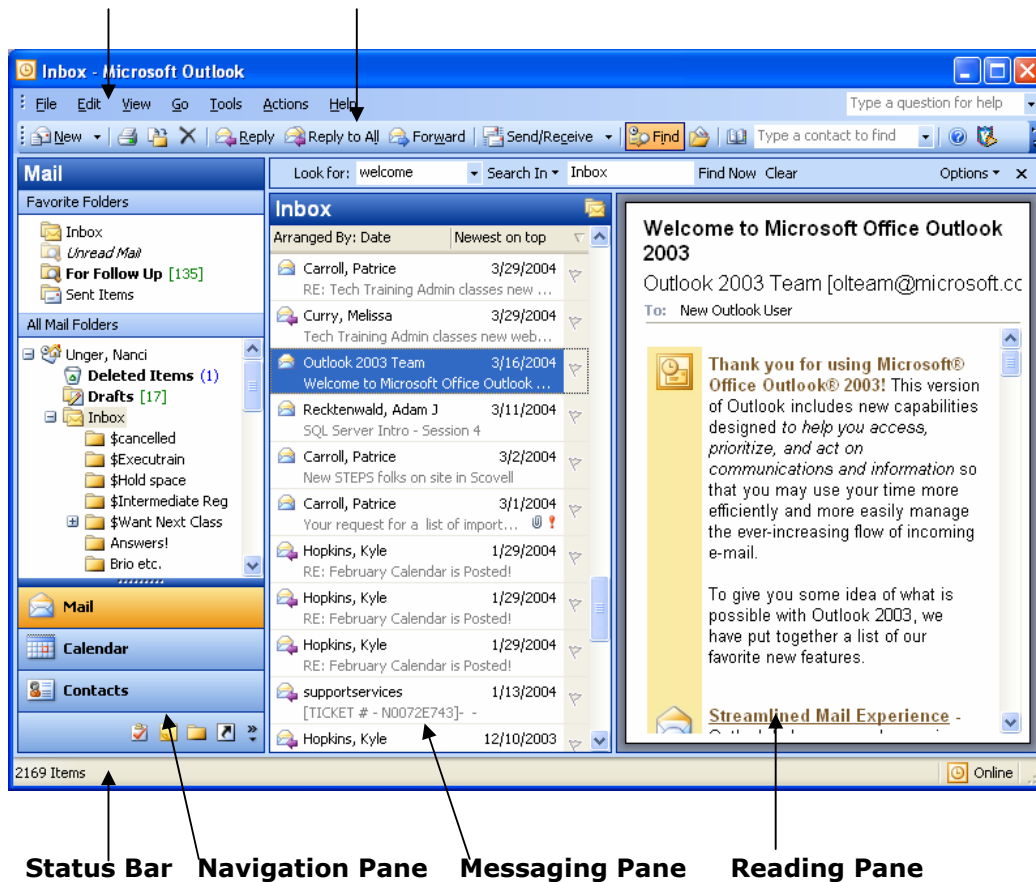 Inbox - Microsoft Outlook
File Edit View Go Tools Actions Help Type a question for help
New Reply Reply to All Forward Send/Receive Find Type a contact to find
Mail
Look for: welcome Search In Inbox Find Now Clear Options
Favorite Folders
Inbox
Unread Mail
For Follow Up [135]
Sent Items
All Mail Folders
Unger, Nanci
Deleted Items (1)
Drafts [17]
Inbox
$cancelled
$Executrain
$Hold space
$Intermediate Reg
$Want Next Class
Answers!
Brio etc.
Mail
Calendar
Contacts
Inbox
Arranged By: Date Newest on top
Carroll, Patrice 3/29/2004
RE: Tech Training Admin classes new ...
Curry, Melissa 3/29/2004
Tech Training Admin classes new web...
Outlook 2003 Team 3/16/2004
Welcome to Microsoft Office Outlook ...
Recktenwald, Adam J 3/11/2004
SQL Server Intro - Session 4
Carroll, Patrice 3/2/2004
New STEPS folks on site in Scovell
Carroll, Patrice 3/1/2004
Your request for a list of import...
Hopkins, Kyle 1/29/2004
RE: February Calendar is Posted!
Hopkins, Kyle 1/29/2004
RE: February Calendar is Posted!
Hopkins, Kyle 1/29/2004
RE: February Calendar is Posted!
supportservices 1/13/2004
[TICKET # - N0072E743]- -
Hopkins, Kyle 12/10/2003
Welcome to Microsoft Office Outlook
2003
Outlook 2003 Team [olteam@microsoft.cc
To: New Outlook User
Thank you for using Microsoft®
Office Outlook® 2003! This version
of Outlook includes new capabilities
designed to help you access,
prioritize, and act on
communications and information so
that you may use your time more
efficiently and more easily manage
the ever-increasing flow of incoming
e-mail.
To give you some idea of what is
possible with Outlook 2003, we
have put together a list of our
favorite new features.
Streamlined Mail Experience -
2169 Items Online
Status Bar Navigation Pane Messaging Pane Reading Pane